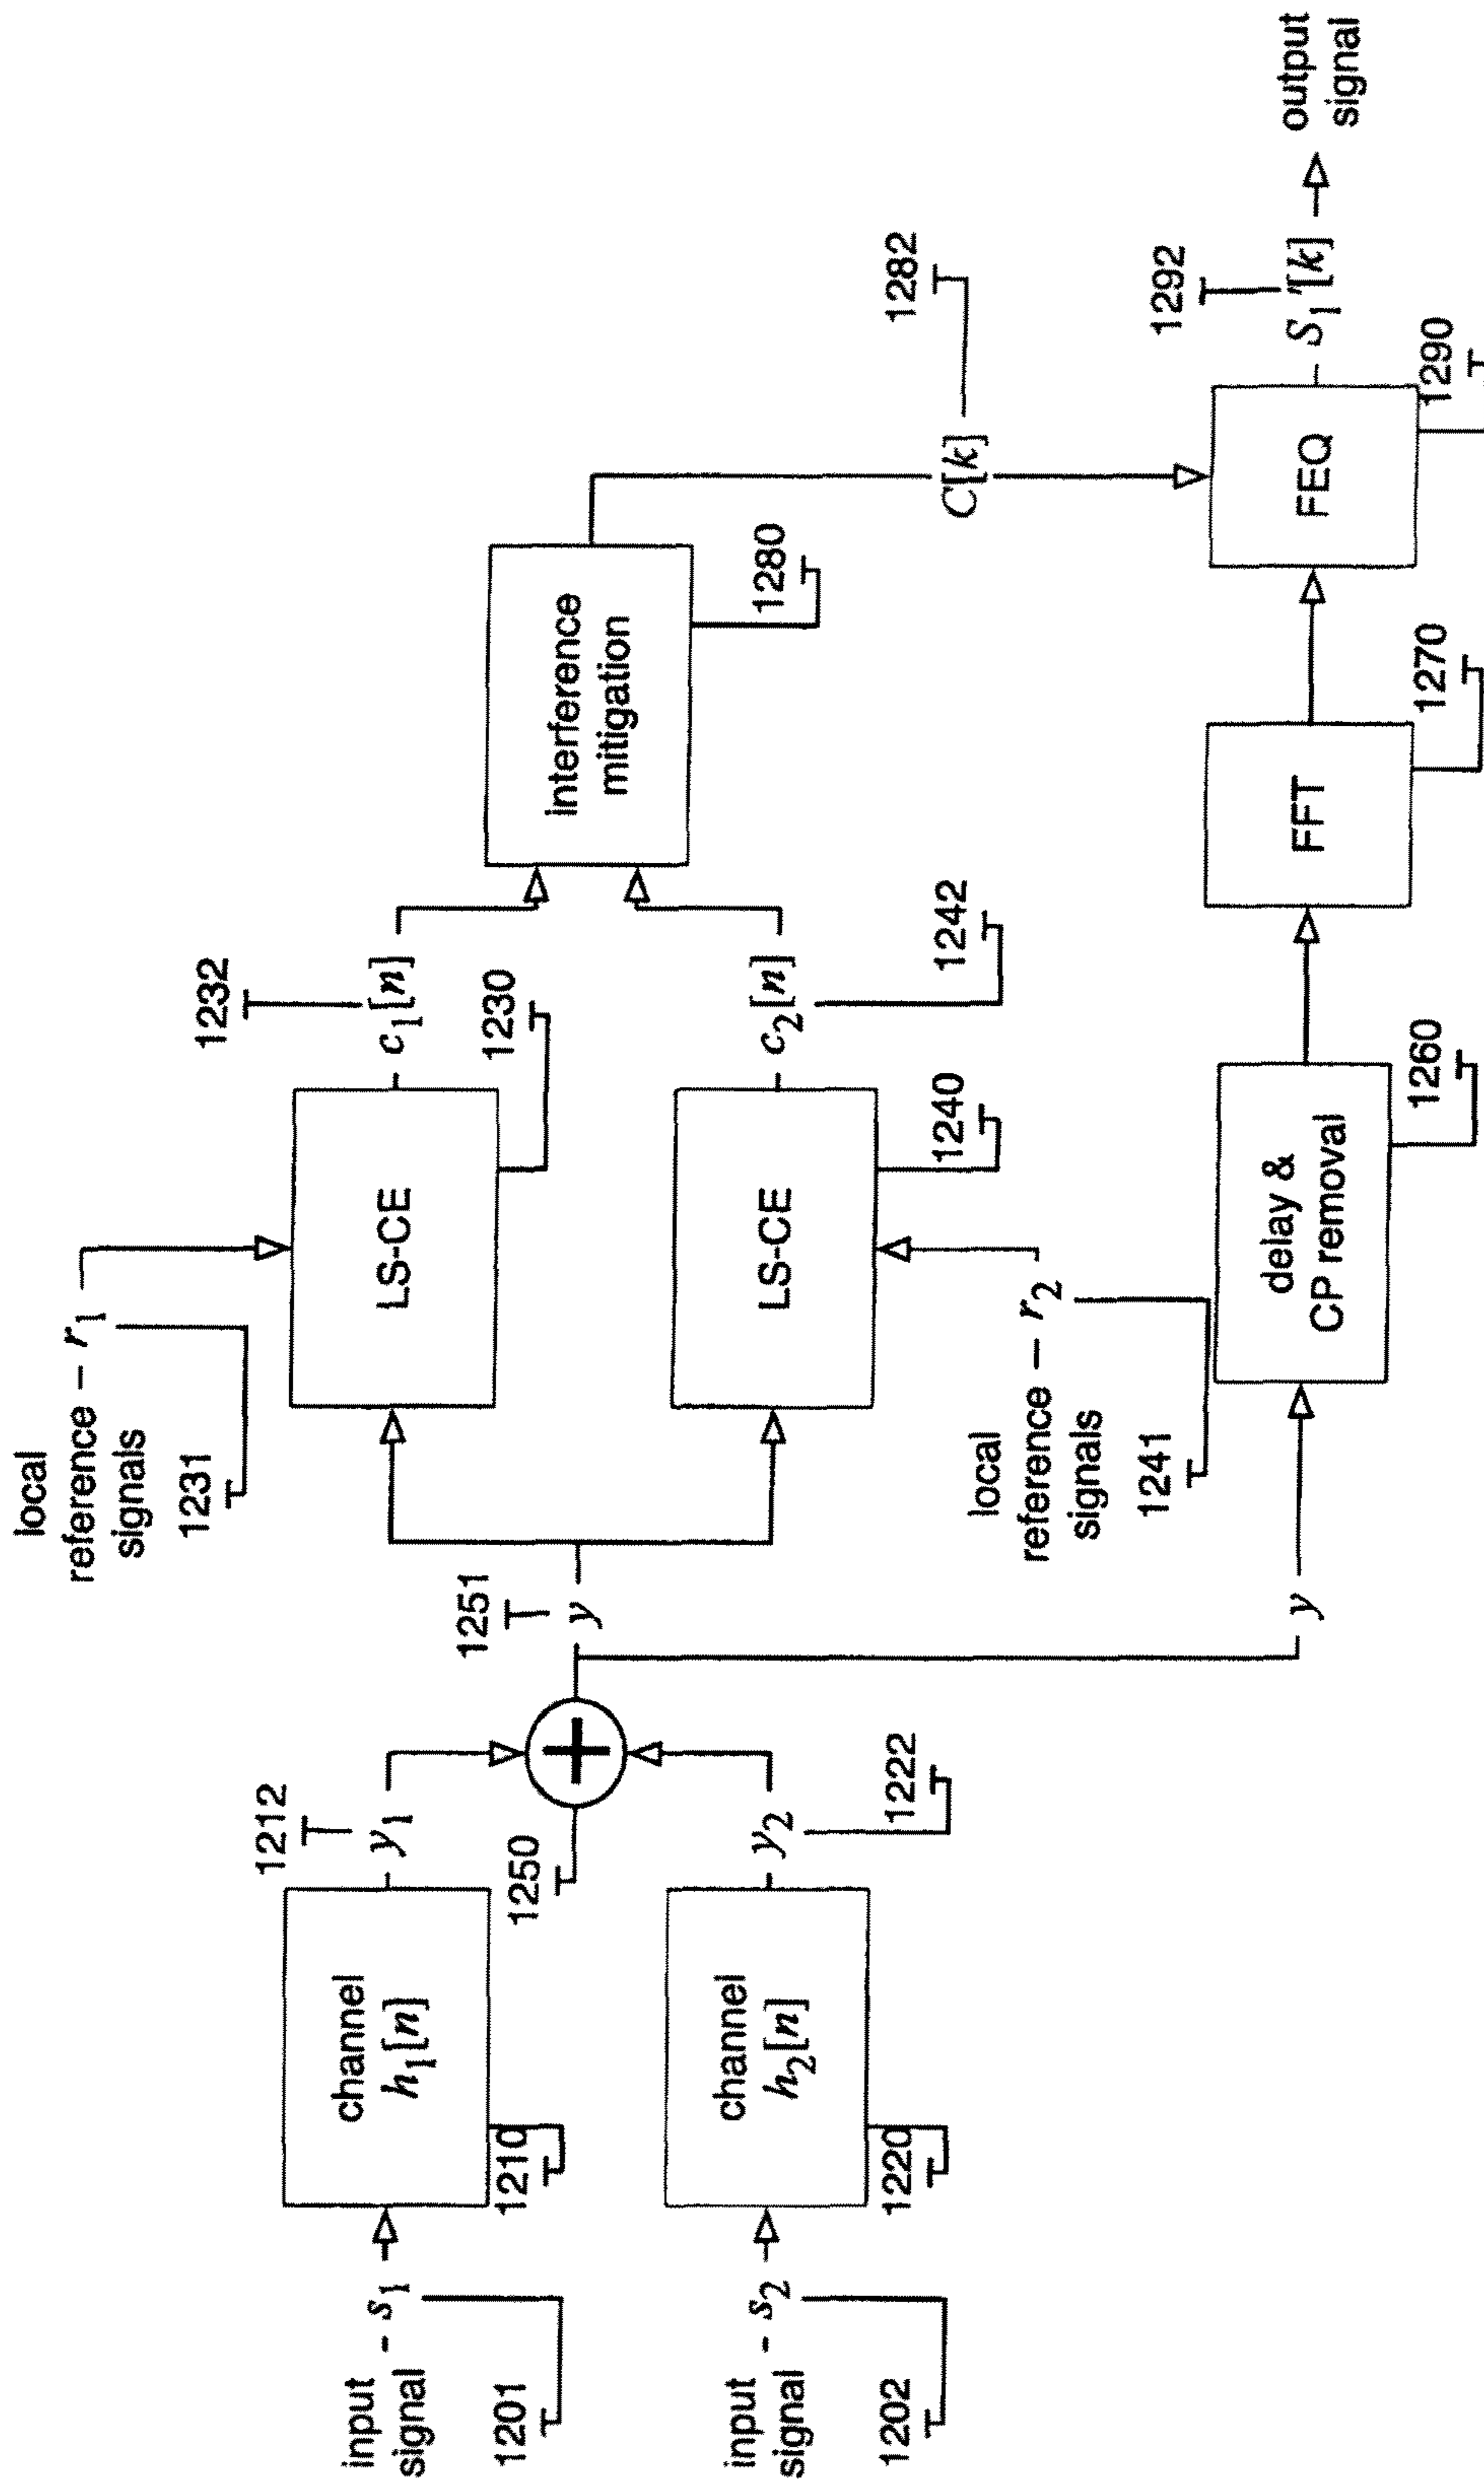 input
signal - s1
1201
channel
h1[n]
1210
y1
1212
input
signal - s2
1202
channel
h2[n]
1220
y2
1222
+
1250
y
1251
local
reference – r1
signals
1231
LS-CE
1230
c1[n]
1232
local
reference – r2
signals
1241
LS-CE
1240
c2[n]
1242
interference
mitigation
1280
C[k]
1282
y
delay &
CP removal
1260
FFT
1270
FEQ
1290
S1'[k]
1292
output
signal